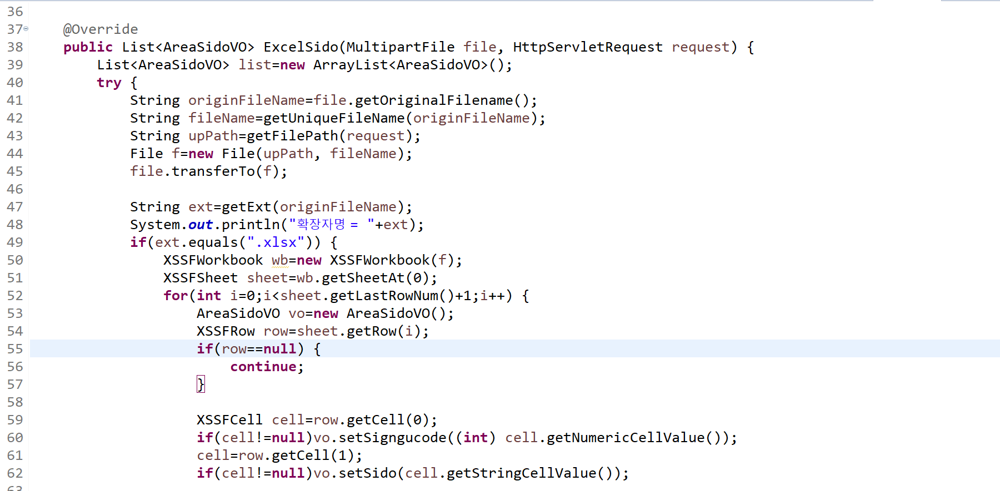 36
37 @Override
38 public List<AreaSidoVO> ExcelSido(MultipartFile file, HttpServletRequest request) {
39 List<AreaSidoVO> list=new ArrayList<AreaSidoVO>();
40 try {
41 String originFileName=file.getOriginalFilename();
42 String fileName=getUniqueFileName(originFileName);
43 String upPath=getFilePath(request);
44 File f=new File(upPath, fileName);
45 file.transferTo(f);
46
47 String ext=getExt(originFileName);
48 System.out.println("확장자명 = "+ext);
49 if(ext.equals(".xlsx")) {
50 XSSFWorkbook wb=new XSSFWorkbook(f);
51 XSSFSheet sheet=wb.getSheetAt(0);
52 for(int i=0;i<sheet.getLastRowNum()+1;i++) {
53 AreaSidoVO vo=new AreaSidoVO();
54 XSSFRow row=sheet.getRow(i);
55 if(row==null) {
56 continue;
57 }
58
59 XSSFCell cell=row.getCell(0);
60 if(cell!=null)vo.setSigngucode((int) cell.getNumericCellValue());
61 cell=row.getCell(1);
62 if(cell!=null)vo.setSido(cell.getStringCellValue());
63